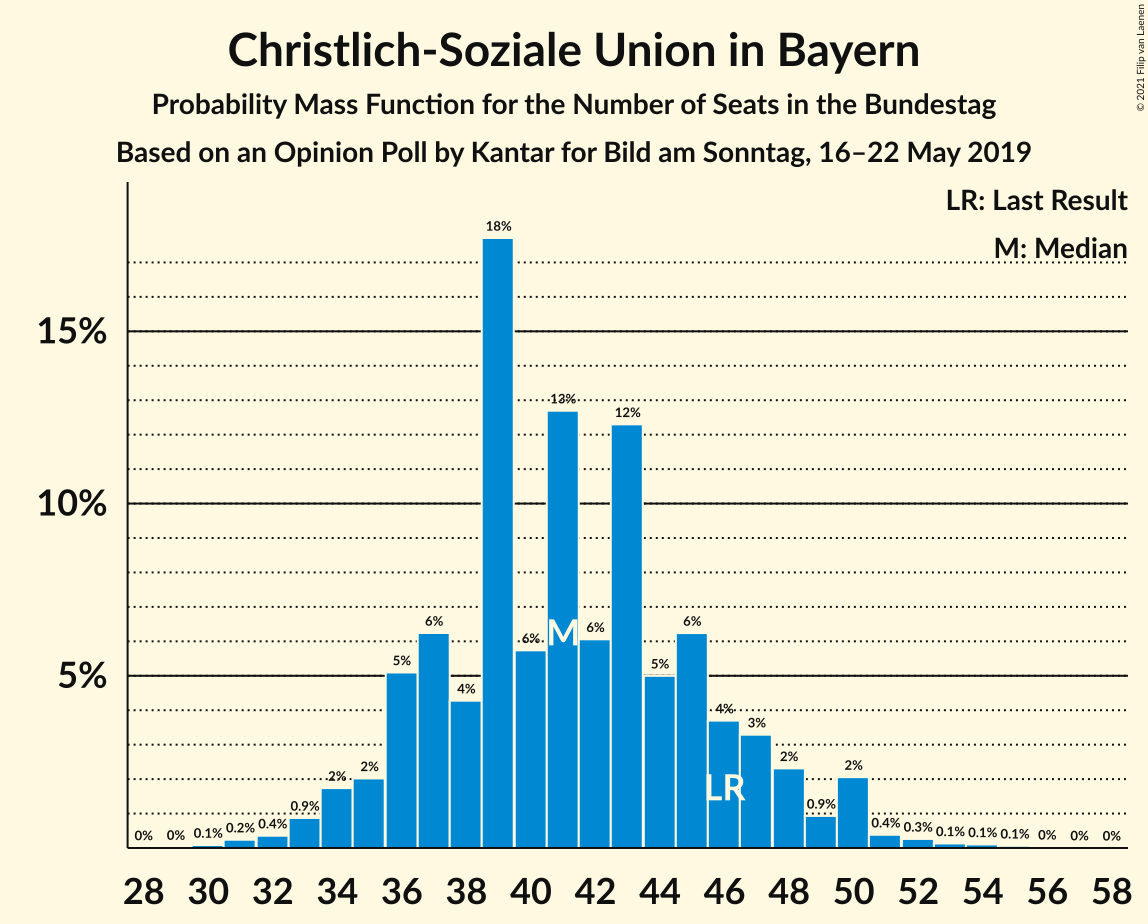 Christlich-Soziale Union in Bayern
Probability Mass Function for the Number of Seats in the Bundestag
Based on an Opinion Poll by Kantar for Bild am Sonntag, 16–22 May 2019
© 2021 Filip van Laenen
LR: Last Result
M: Median
15%
10%
5%
0% 0% 0.1% 0.2% 0.4% 0.9% 2% 2% 5% 6% 4% 18% 6% 13% 6% 12% 5% 6% 4% 3% 2% 0.9% 2% 0.4% 0.3% 0.1% 0.1% 0.1% 0% 0% 0%
M
LR
28 30 32 34 36 38 40 42 44 46 48 50 52 54 56 58